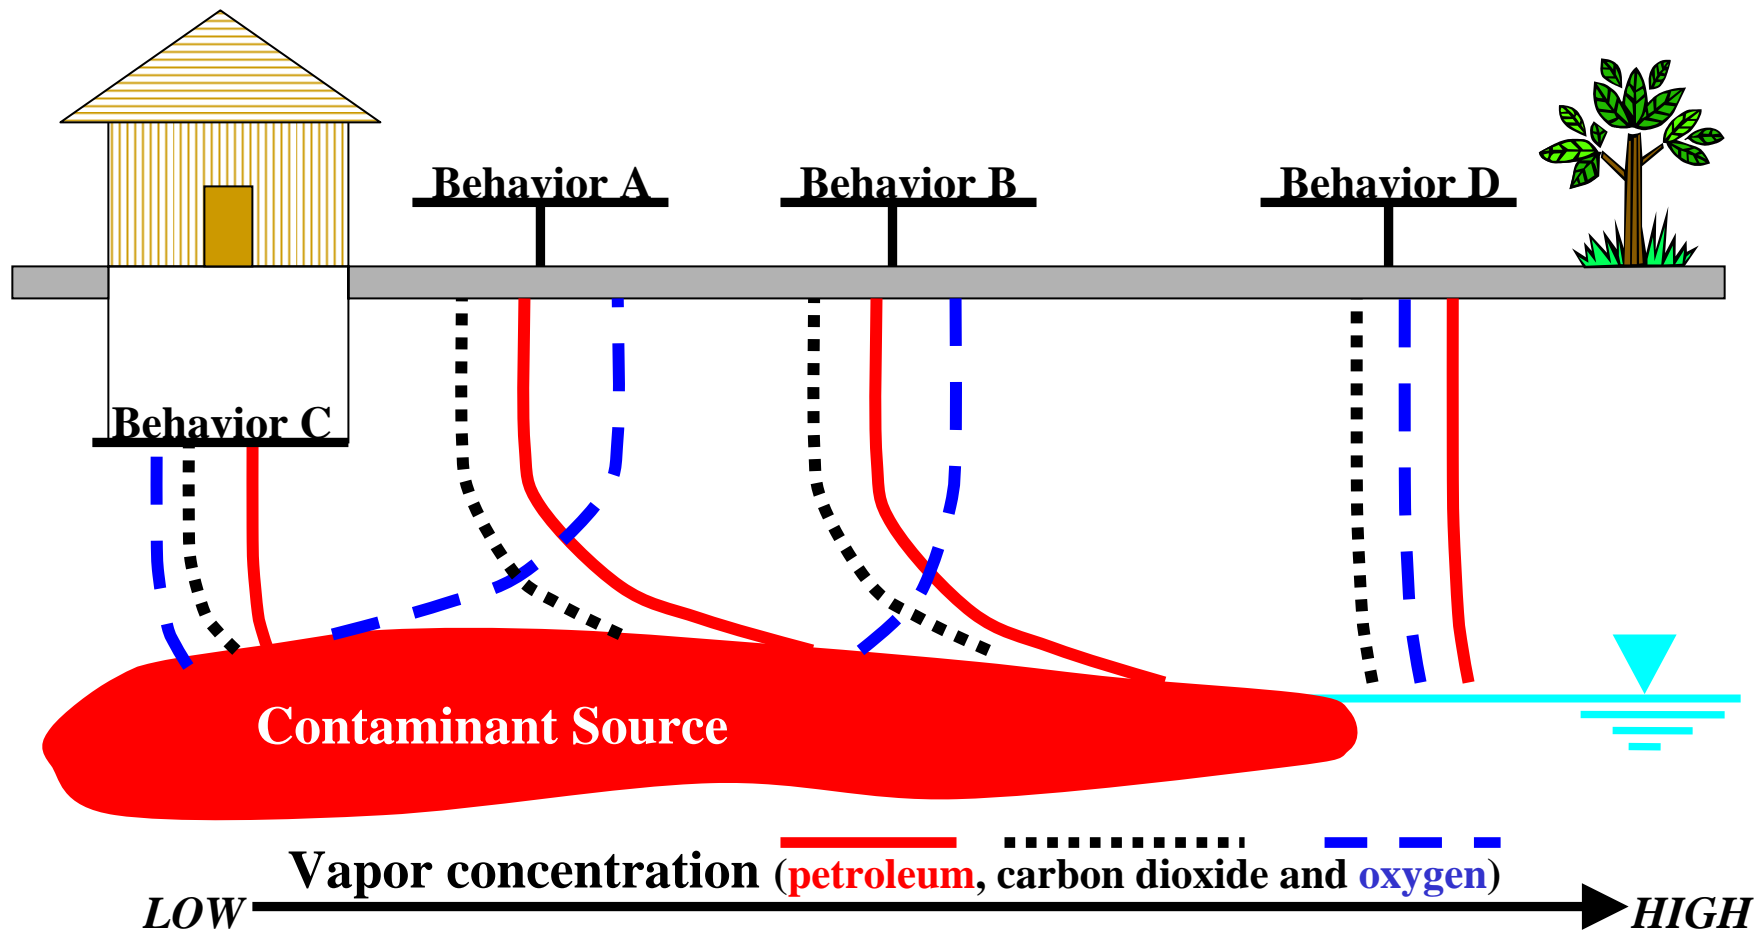 Behavior A
Behavior B
Behavior D
Behavior C
Contaminant Source
Vapor concentration (petroleum, carbon dioxide and oxygen)
LOW HIGH